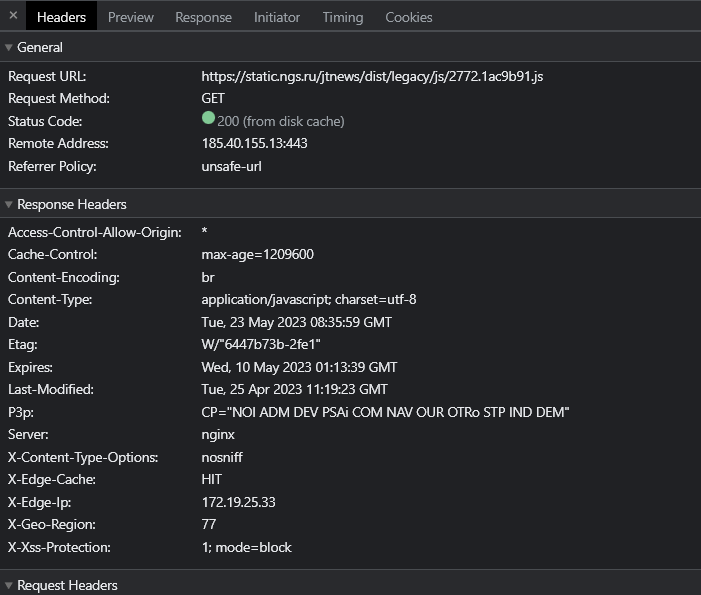 × Headers Preview Response Initiator Timing Cookies
General
Request URL: https://static.ngs.ru/jtnews/dist/legacy/js/2772.1ac9b91.js
Request Method: GET
Status Code: 200 (from disk cache)
Remote Address: 185.40.155.13:443
Referrer Policy: unsafe-url
Response Headers
Access-Control-Allow-Origin: *
Cache-Control: max-age=1209600
Content-Encoding: br
Content-Type: application/javascript; charset=utf-8
Date: Tue, 23 May 2023 08:35:59 GMT
Etag: W/"6447b73b-2fe1"
Expires: Wed, 10 May 2023 01:13:39 GMT
Last-Modified: Tue, 25 Apr 2023 11:19:23 GMT
P3p: CP="NOI ADM DEV PSAi COM NAV OUR OTRo STP IND DEM"
Server: nginx
X-Content-Type-Options: nosniff
X-Edge-Cache: HIT
X-Edge-Ip: 172.19.25.33
X-Geo-Region: 77
X-Xss-Protection: 1; mode=block
Request Headers